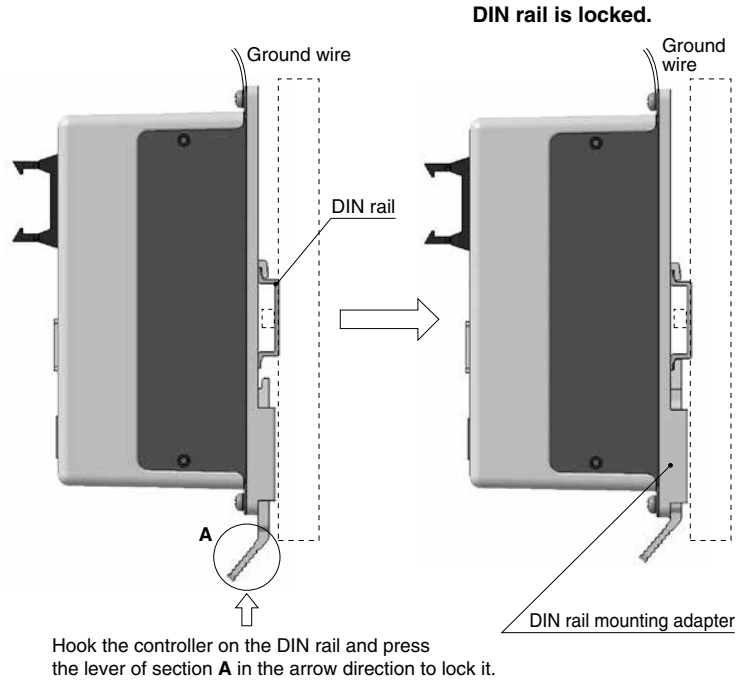 DIN rail is locked.
Ground wire
Ground
wire
DIN rail
A
DIN rail mounting adapter
Hook the controller on the DIN rail and press
the lever of section A in the arrow direction to lock it.